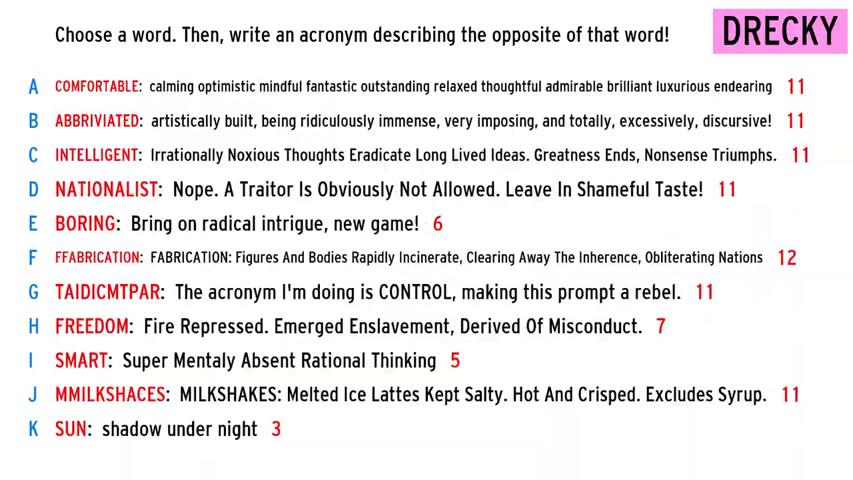 Choose a word. Then, write an acronym describing the opposite of that word!
DRECKY
A COMFORTABLE: calming optimistic mindful fantastic outstanding relaxed thoughtful admirable brilliant luxurious endearing 11
B ABBRIVIATED: artistically built, being ridiculously immense, very imposing, and totally, excessively, discursive! 11
C INTELLIGENT: Irrationally Noxious Thoughts Eradicate Long Lived Ideas. Greatness Ends, Nonsense Triumphs. 11
D NATIONALIST: Nope. A Traitor Is Obviously Not Allowed. Leave In Shameful Taste! 11
E BORING: Bring on radical intrigue, new game! 6
F FFABRICATION: FABRICATION: Figures And Bodies Rapidly Incinerate, Clearing Away The Inherence, Obliterating Nations 12
G TAIDICMTPAR: The acronym I'm doing is CONTROL, making this prompt a rebel. 11
H FREEDOM: Fire Repressed. Emerged Enslavement, Derived Of Misconduct. 7
I SMART: Super Mentaly Absent Rational Thinking 5
J MMILKSHACES: MILKSHAKES: Melted Ice Lattes Kept Salty. Hot And Crisped. Excludes Syrup. 11
K SUN: shadow under night 3